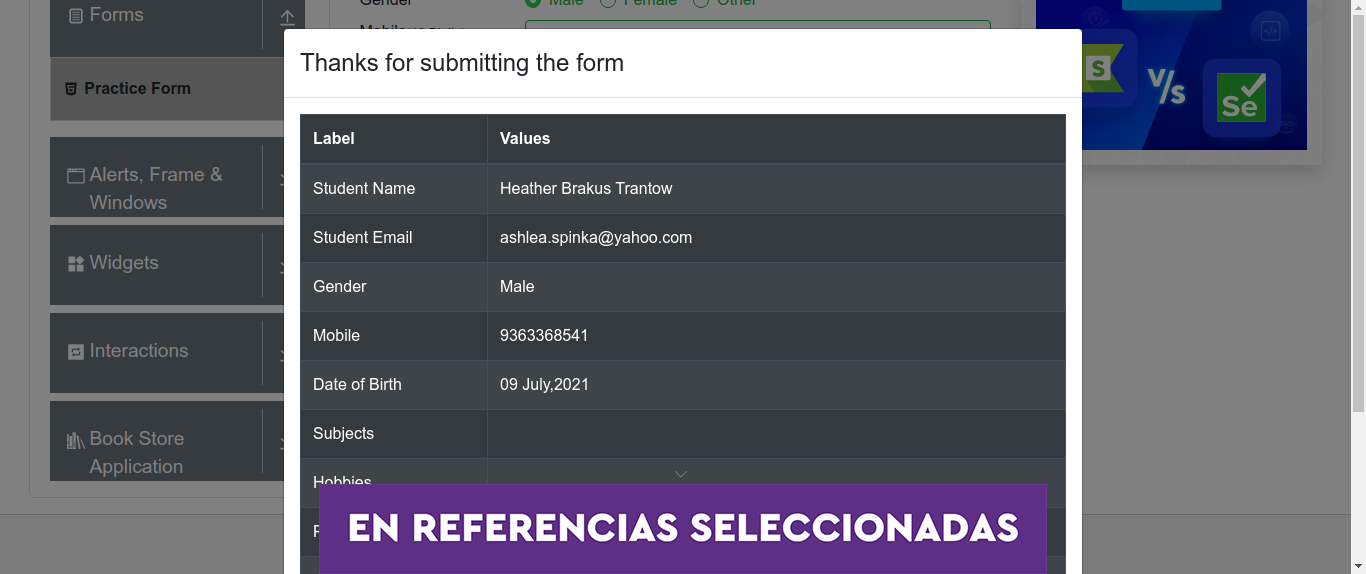 Forms
Gender
Male
Female
Other
Thanks for submitting the form
Practice Form
S
V/s
Se
Label
Values
Student Name
Heather Brakus Trantow
Alerts, Frame &
Windows
Student Email
ashlea.spinka@yahoo.com
Widgets
Gender
Male
Mobile
9363368541
Interactions
Date of Birth
09 July,2021
Subjects
Book Store
Application
Hobbies
EN REFERENCIAS SELECCIONADAS